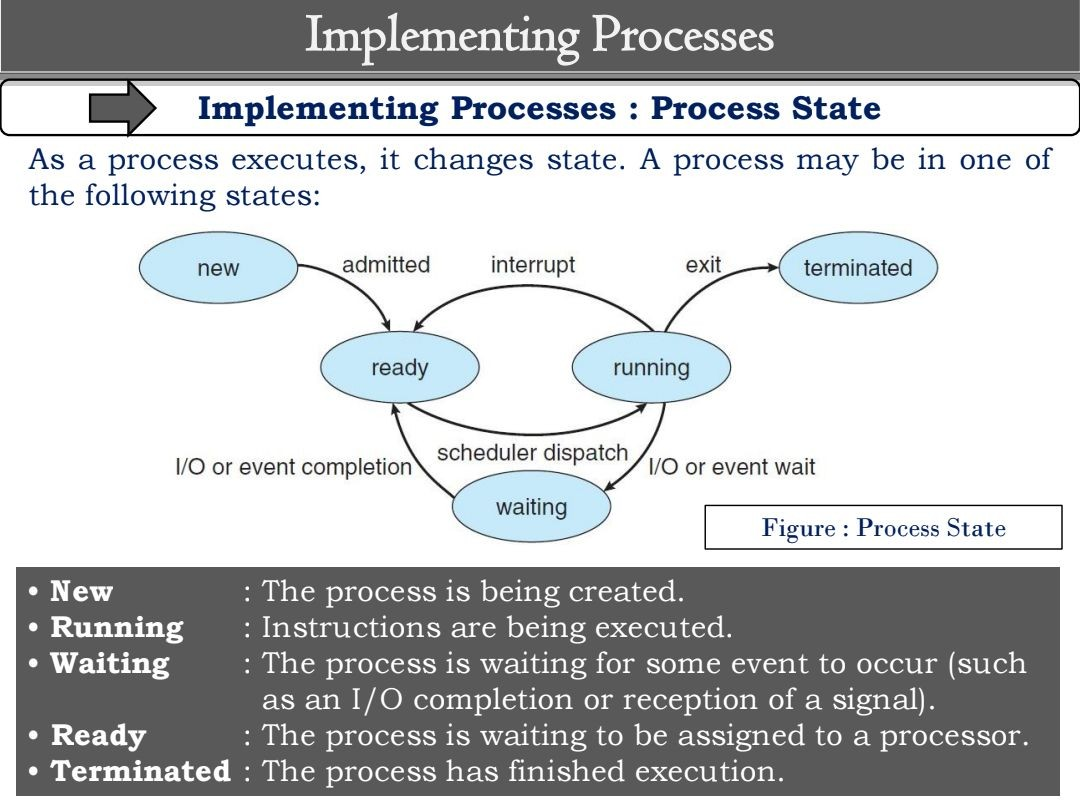 Implementing Processes
Implementing Processes : Process State
As a process executes, it changes state. A process may be in one of
the following states:
new
admitted
interrupt
exit
terminated
ready
running
scheduler dispatch
I/O or event completion
I/O or event wait
waiting
Figure : Process State
• New : The process is being created.
• Running : Instructions are being executed.
• Waiting : The process is waiting for some event to occur (such
as an I/O completion or reception of a signal).
• Ready : The process is waiting to be assigned to a processor.
• Terminated : The process has finished execution.